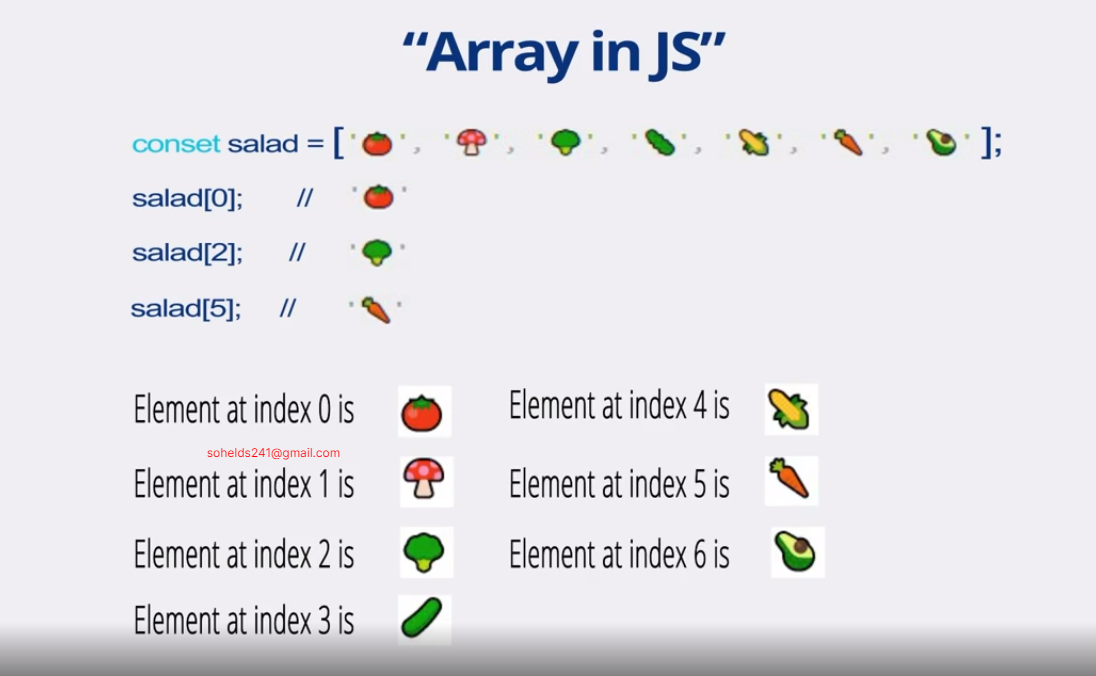 “Array in JS”
conset salad = [ '🍅', '🍄', '🥦', '🥒', '🌽', '🥕', '🥑' ];
salad[0]; // '🍅'
salad[2]; // '🥦'
salad[5]; // '🥕'
Element at index 0 is
sohelds241@gmail.com
Element at index 1 is
Element at index 2 is
Element at index 3 is
Element at index 4 is
Element at index 5 is
Element at index 6 is